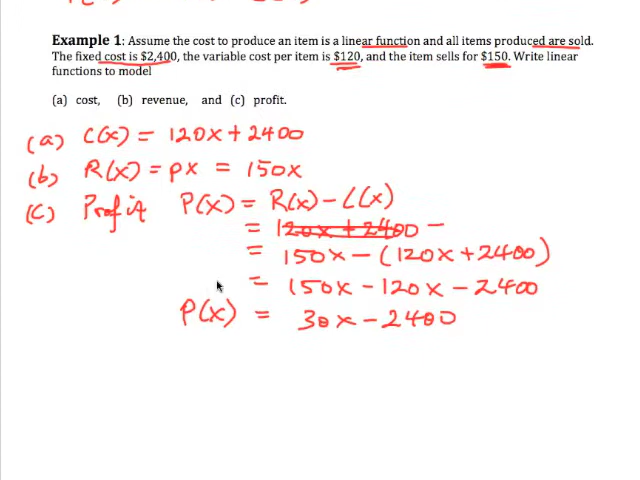 Example 1: Assume the cost to produce an item is a linear function and all items produced are sold.
The fixed cost is $2,400, the variable cost per item is $120, and the item sells for $150. Write linear
functions to model
(a) cost, (b) revenue, and (c) profit.
(a) C(x) = 120x + 2400
(b) R(x) = px = 150x
(c) Profit P(x) = R(x) - C(x)
= 120x + 2400 -
= 150x - (120x + 2400)
= 150x - 120x - 2400
P(x) = 30x - 2400